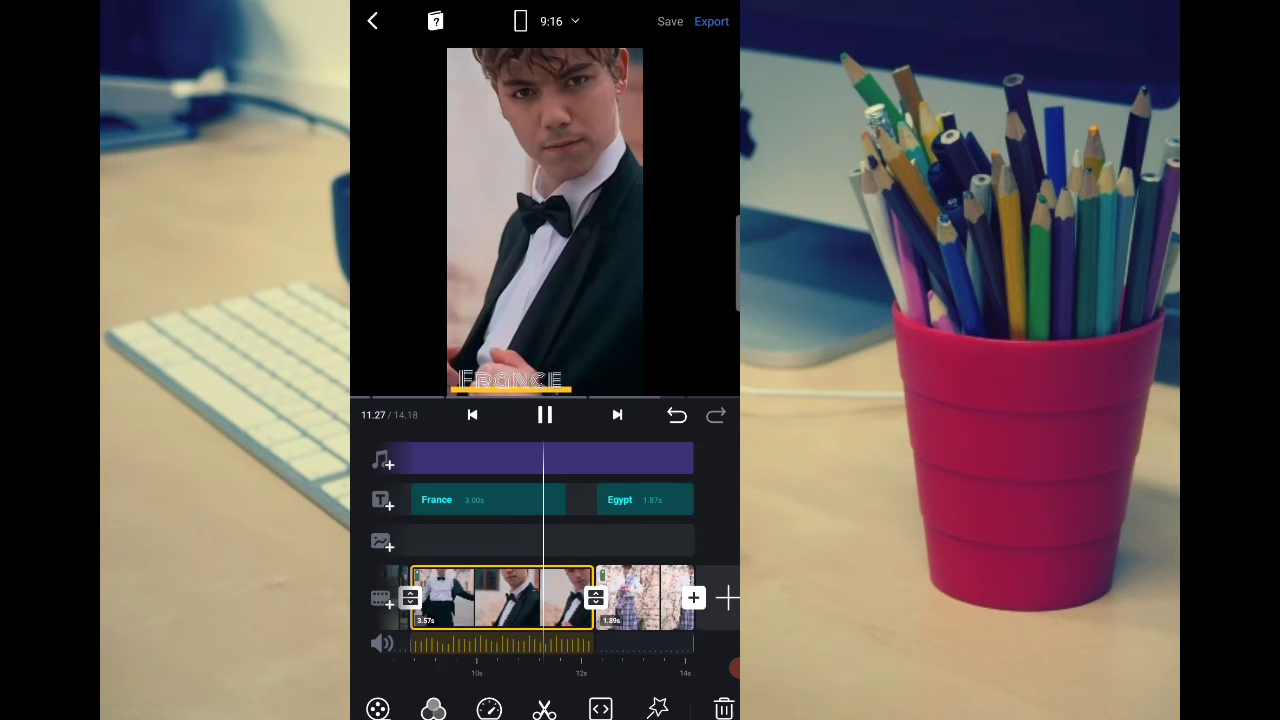 9:16
Save Export
France
11.27 / 14.18
France 3.00s
Egypt 1.87s
3.57s
1.89s
10s
12s
14s